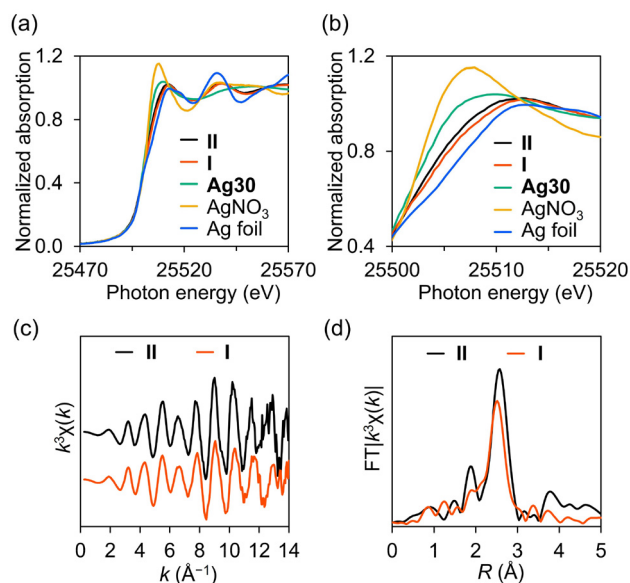 (a)
Normalized absorption
1.2
0.8
0.4
0.0
II
I
Ag30
AgNO₃
Ag foil
25470
25520
25570
Photon energy (eV)
(b)
Normalized absorption
1.2
0.8
0.4
II
I
Ag30
AgNO₃
Ag foil
25500
25510
25520
Photon energy (eV)
(c)
II
I
k³χ(k)
0 2 4 6 8 10 12 14
k (Å⁻¹)
(d)
II
I
FT|k³χ(k)|
0 1 2 3 4 5
R (Å)